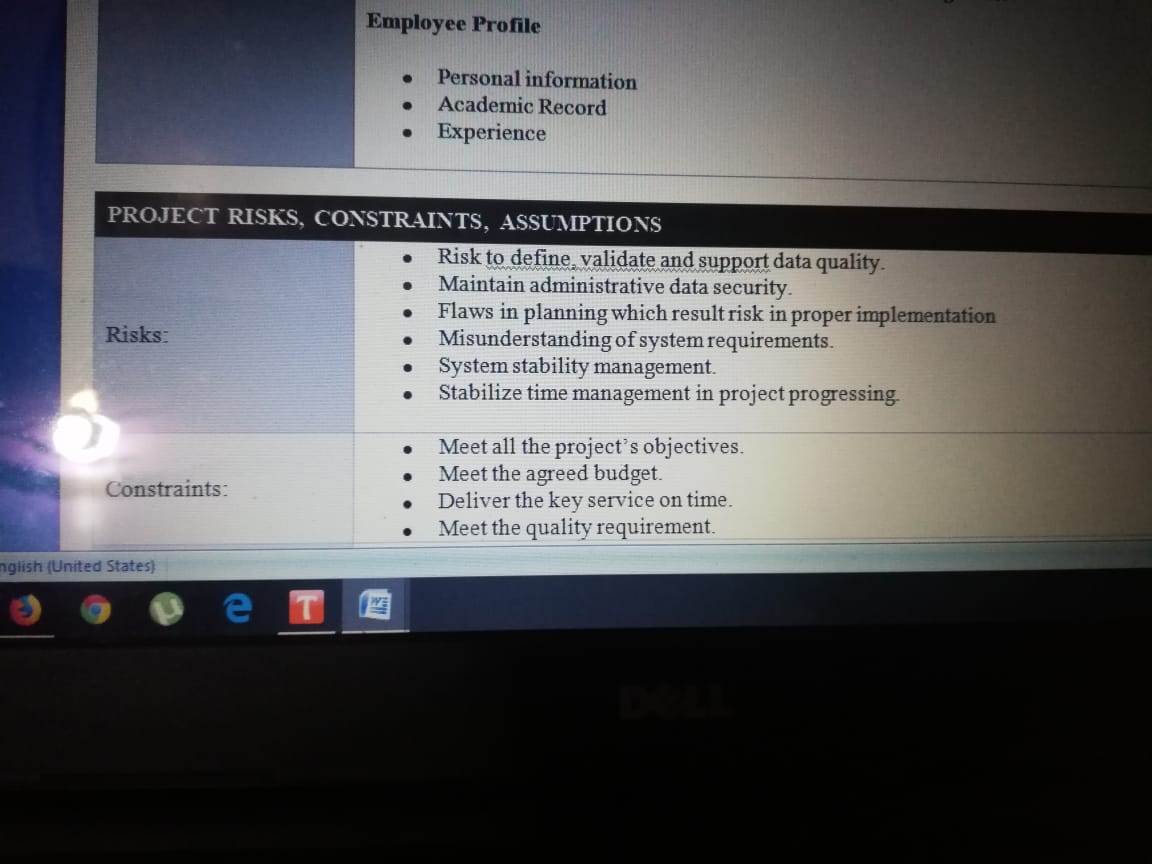 Employee Profile
• Personal information
• Academic Record
• Experience
PROJECT RISKS, CONSTRAINTS, ASSUMPTIONS
Risks:
• Risk to define, validate and support data quality.
• Maintain administrative data security.
• Flaws in planning which result risk in proper implementation
• Misunderstanding of system requirements.
• System stability management.
• Stabilize time management in project progressing.
Constraints:
• Meet all the project's objectives.
• Meet the agreed budget.
• Deliver the key service on time.
• Meet the quality requirement.
nglish (United States)
T
W
DELL